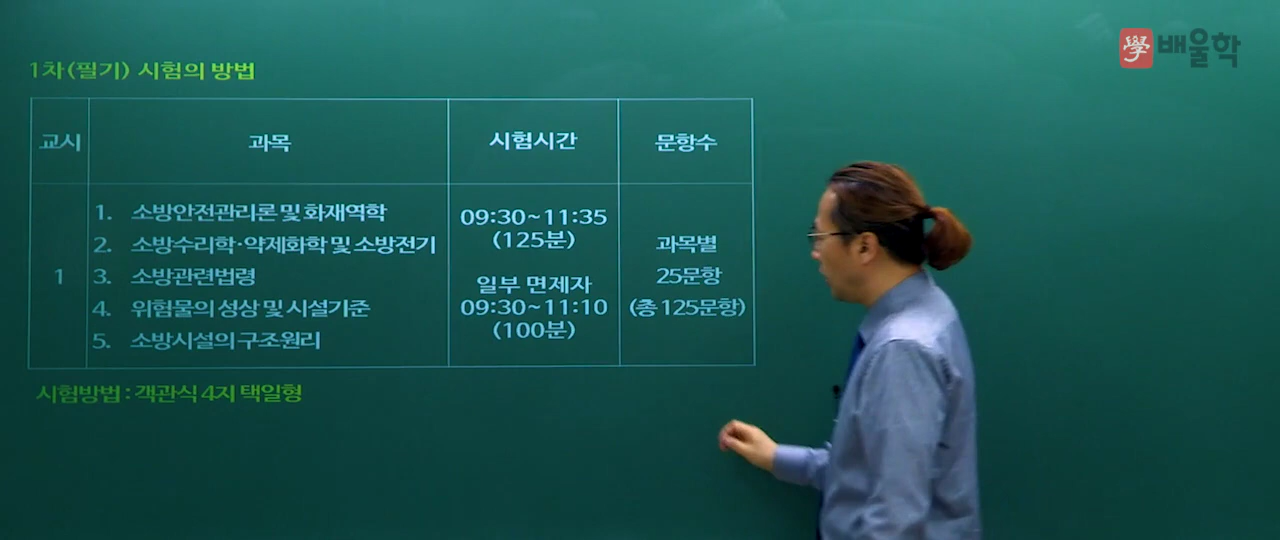 學 배울학
1차(필기) 시험의 방법
교시 과목 시험시간 문항수
1
1. 소방안전관리론 및 화재역학
2. 소방수리학·약제화학 및 소방전기
3. 소방관련법령
4. 위험물의 성상 및 시설기준
5. 소방시설의 구조원리
09:30~11:35
(125분)
일부 면제자
09:30~11:10
(100분)
과목별
25문항
(총 125문항)
시험방법 : 객관식 4지 택일형